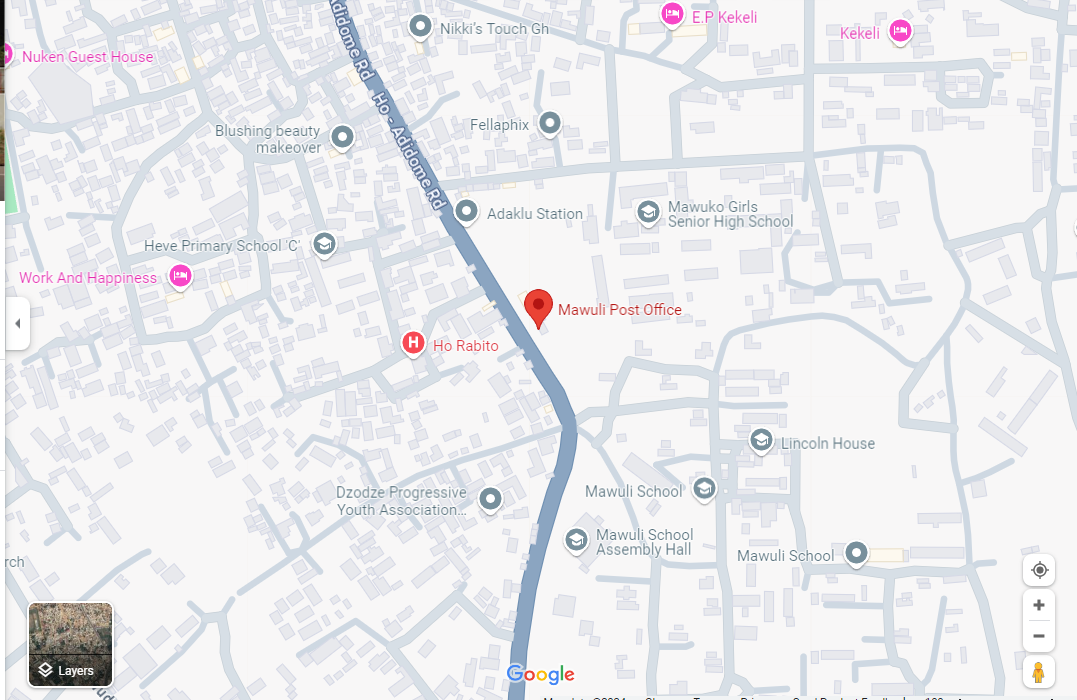 Adidome Rd
Nikki's Touch Gh
E.P Kekeli
Kekeli
Nuken Guest House
Ho - Adidome Rd
Fellaphix
Blushing beauty
makeover
Adaklu Station
Mawuko Girls
Senior High School
Heve Primary School 'C'
Work And Happiness
Mawuli Post Office
H
Ho Rabito
Lincoln House
Mawuli School
Dzodze Progressive
Youth Association...
Mawuli School
Assembly Hall
Mawuli School
rch
Layers
Google